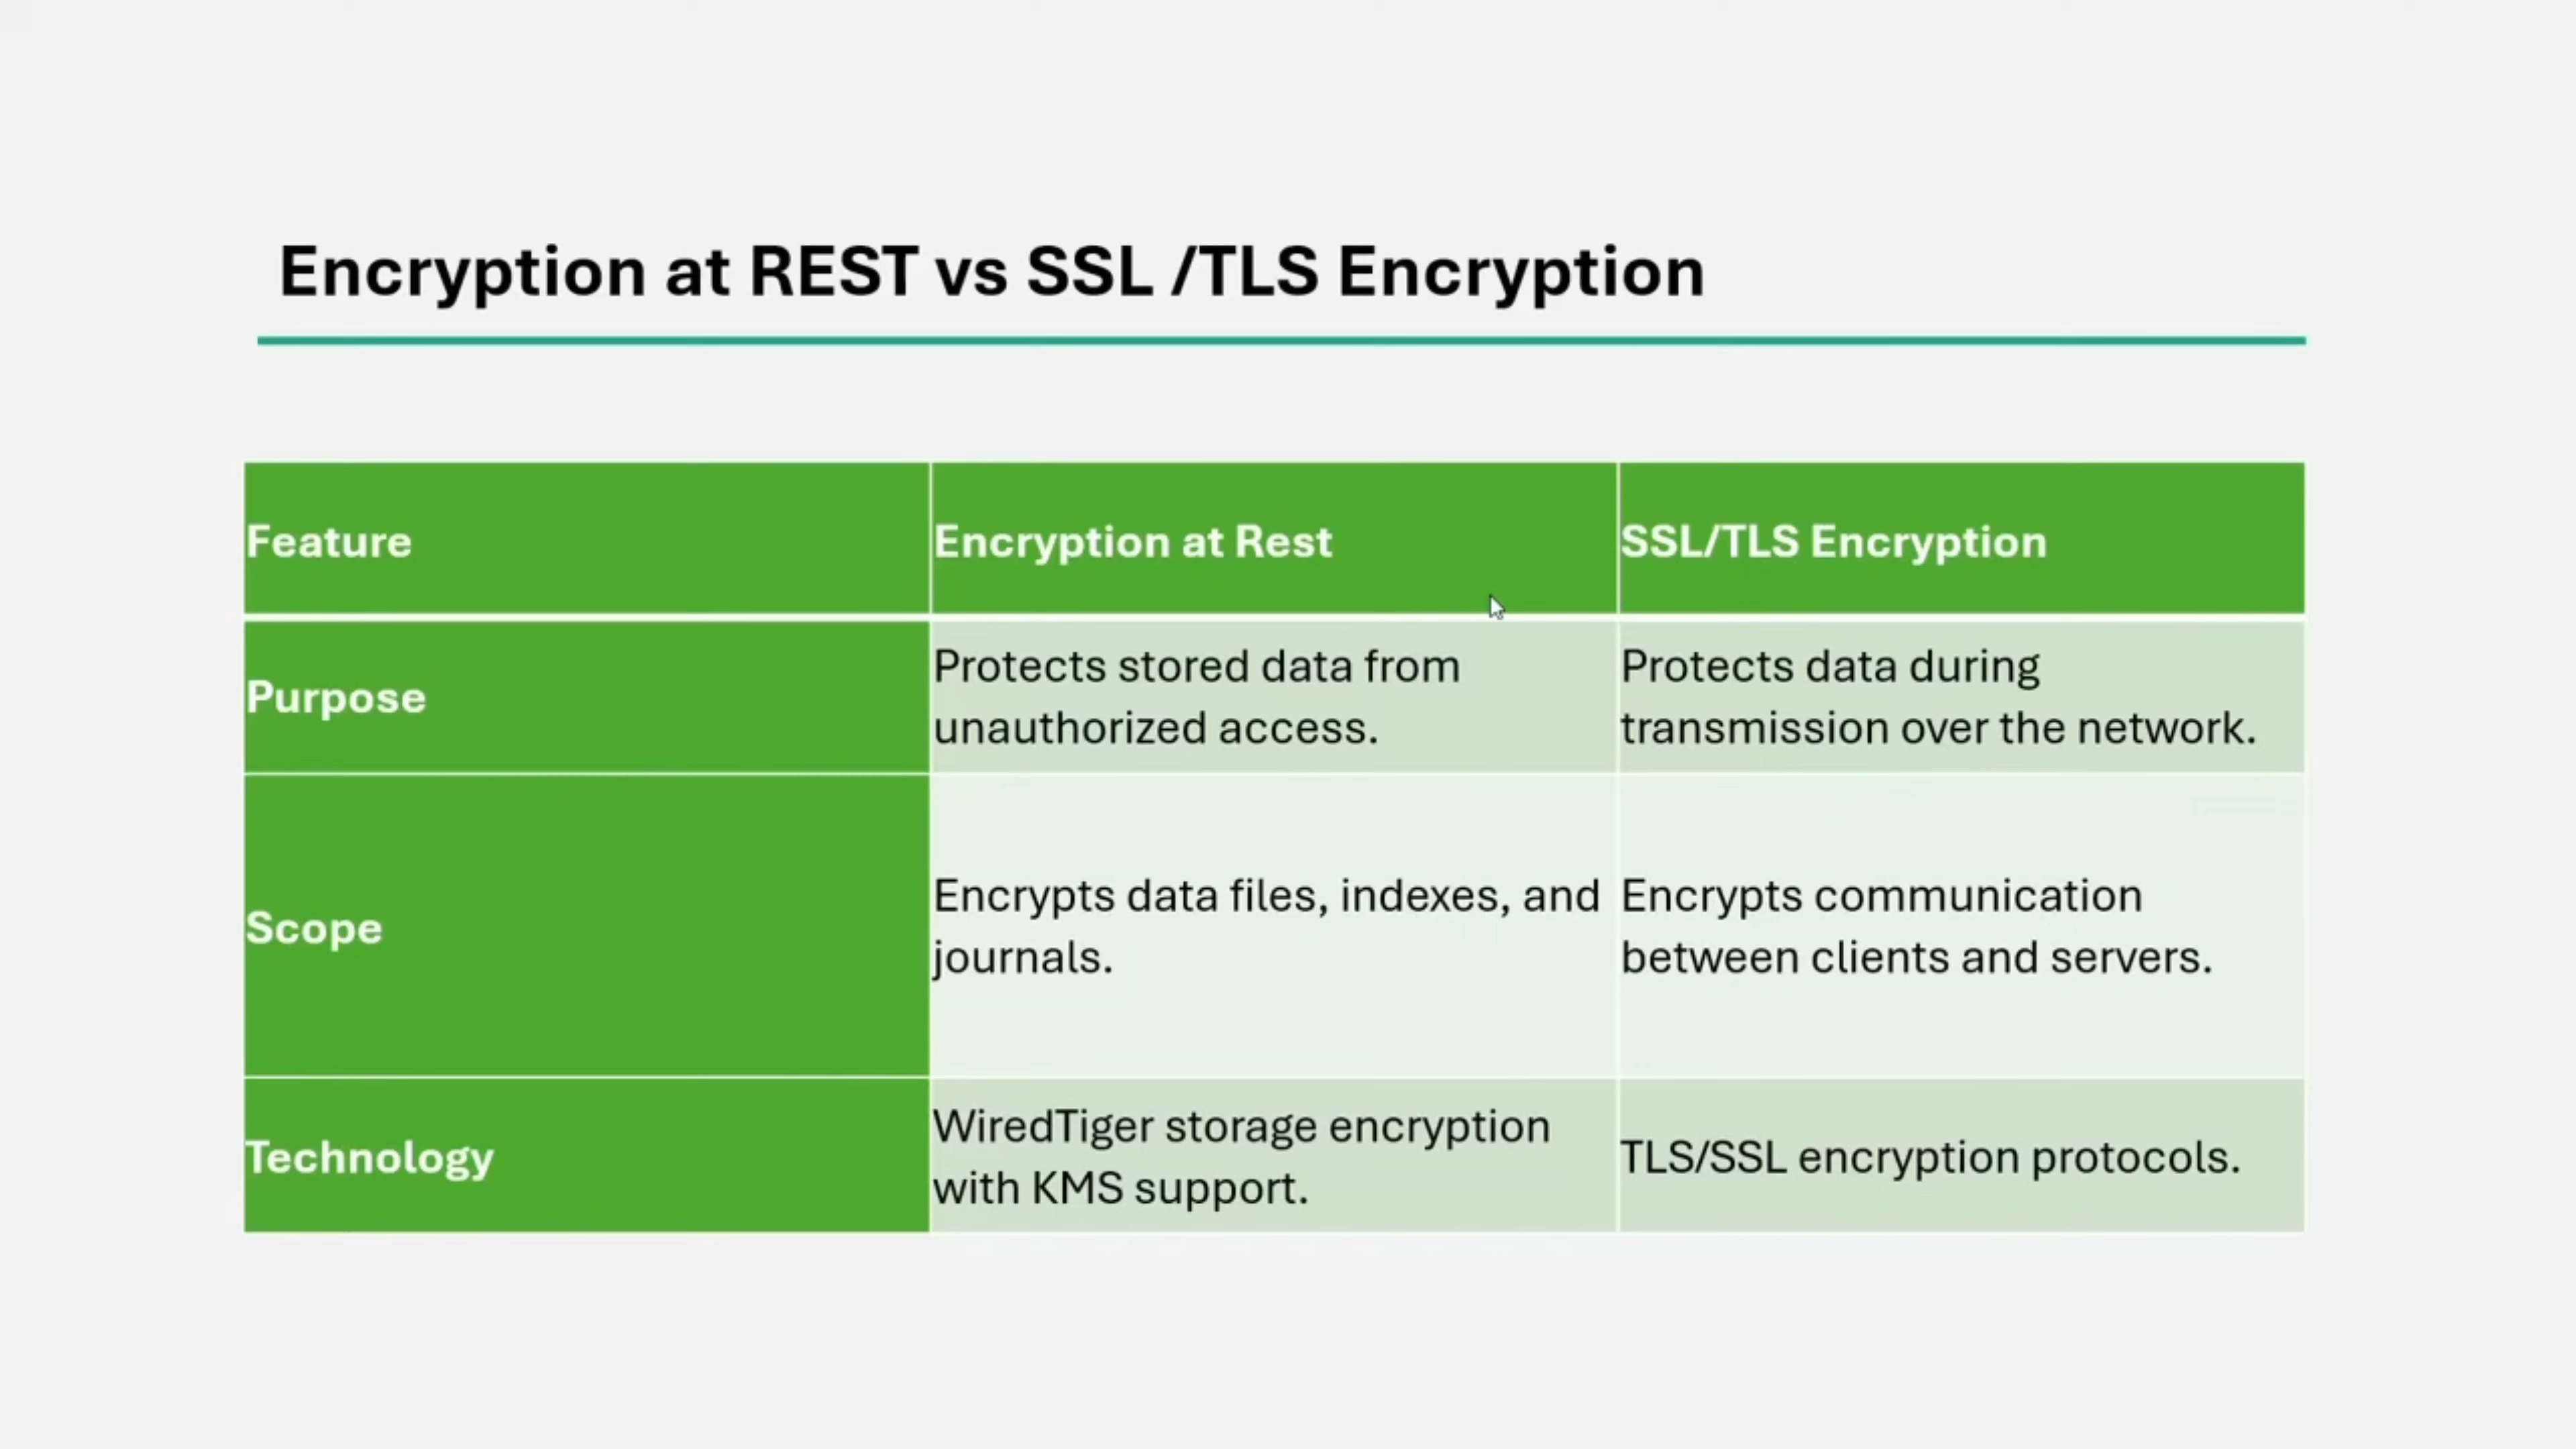 Encryption at REST vs SSL /TLS Encryption
Feature
Encryption at Rest
SSL/TLS Encryption
Purpose
Protects stored data from
unauthorized access.
Protects data during
transmission over the network.
Scope
Encrypts data files, indexes, and
journals.
Encrypts communication
between clients and servers.
Technology
WiredTiger storage encryption
with KMS support.
TLS/SSL encryption protocols.